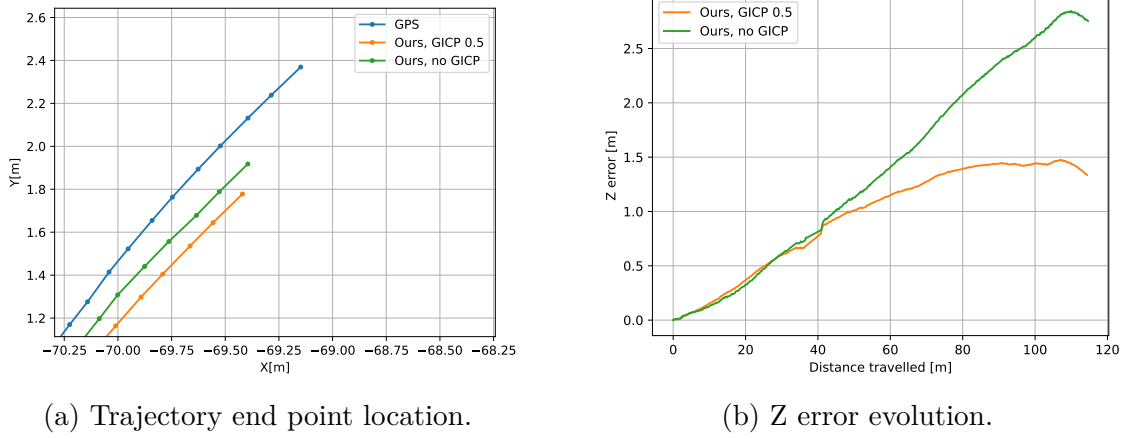 2.6
2.4
2.2
2.0
1.8
1.6
1.4
1.2
Y[m]
−70.25 −70.00 −69.75 −69.50 −69.25 −69.00 −68.75 −68.50 −68.25
X[m]
GPS
Ours, GICP 0.5
Ours, no GICP
(a) Trajectory end point location.
Ours, GICP 0.5
Ours, no GICP
2.5
2.0
1.5
1.0
0.5
0.0
Z error [m]
0 20 40 60 80 100 120
Distance travelled [m]
(b) Z error evolution.